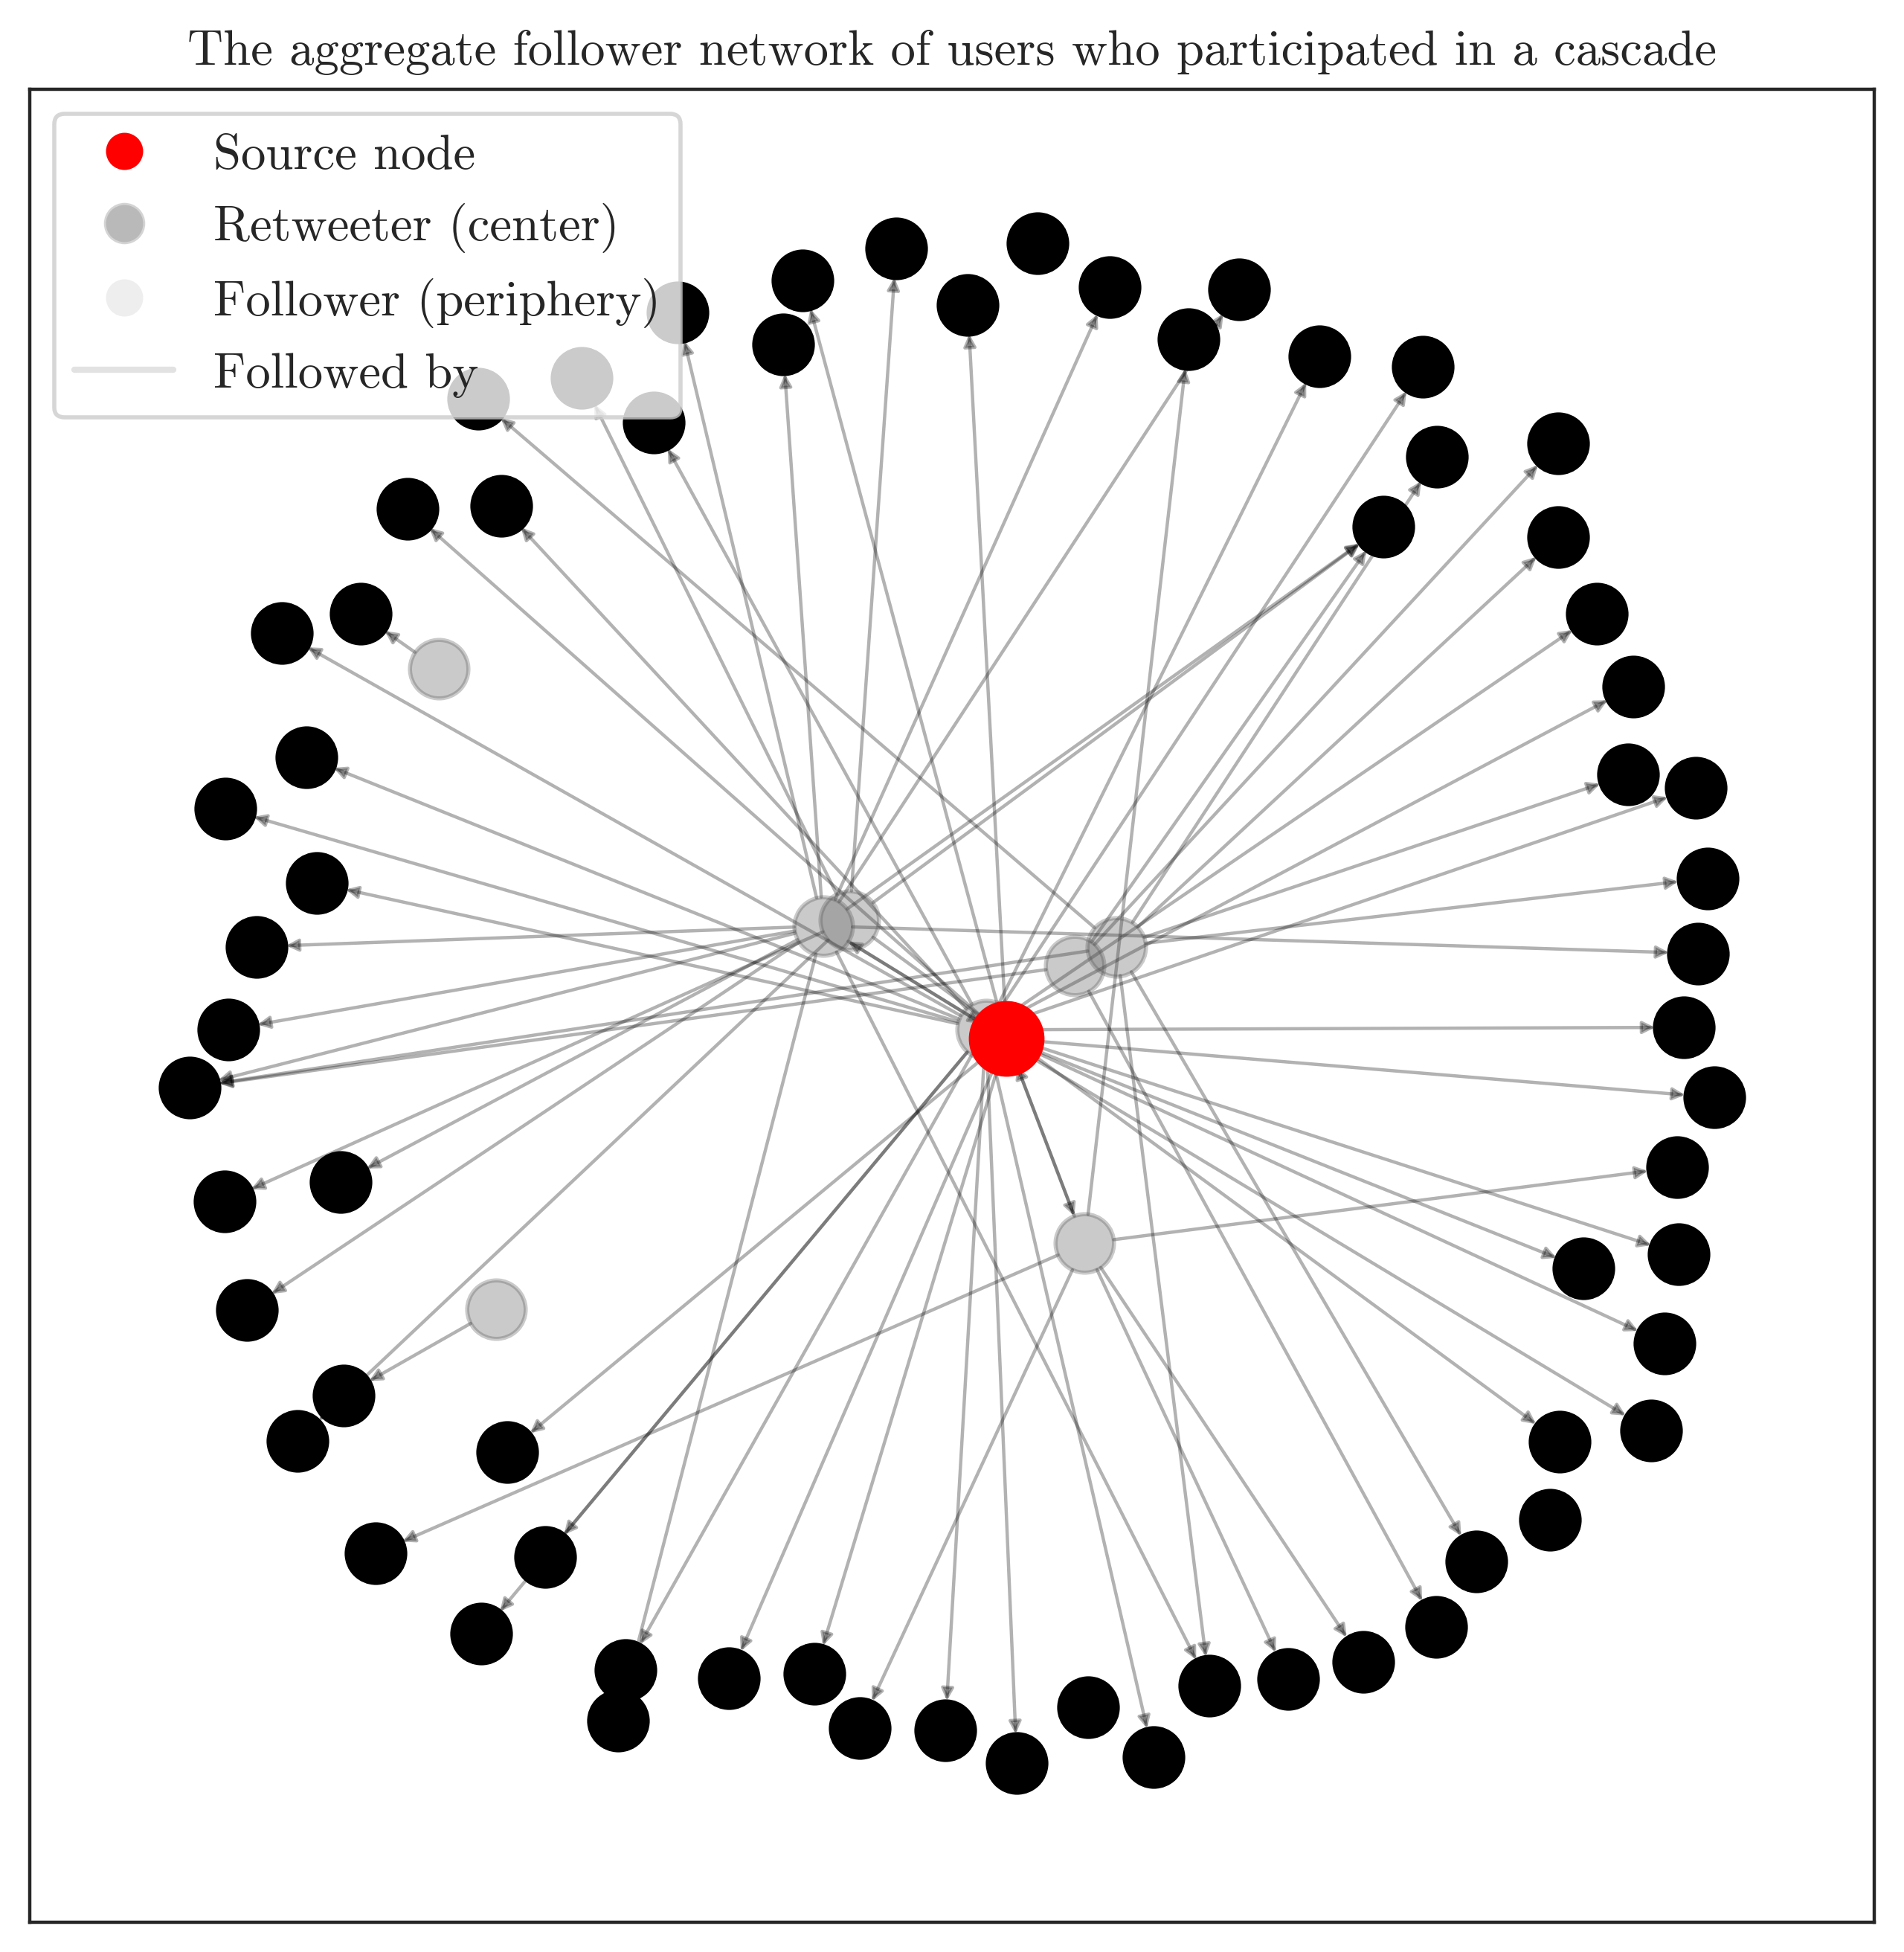 The aggregate follower network of users who participated in a cascade
Source node
Retweeter (center)
Follower (periphery)
Followed by